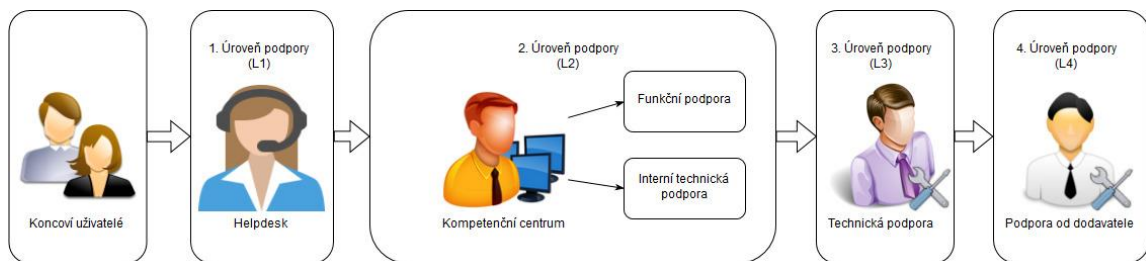 Koncoví uživatelé
1. Úroveň podpory
(L1)
Helpdesk
2. Úroveň podpory
(L2)
Kompetenční centrum
Funkční podpora
Interní technická
podpora
3. Úroveň podpory
(L3)
Technická podpora
4. Úroveň podpory
(L4)
Podpora od dodavatele